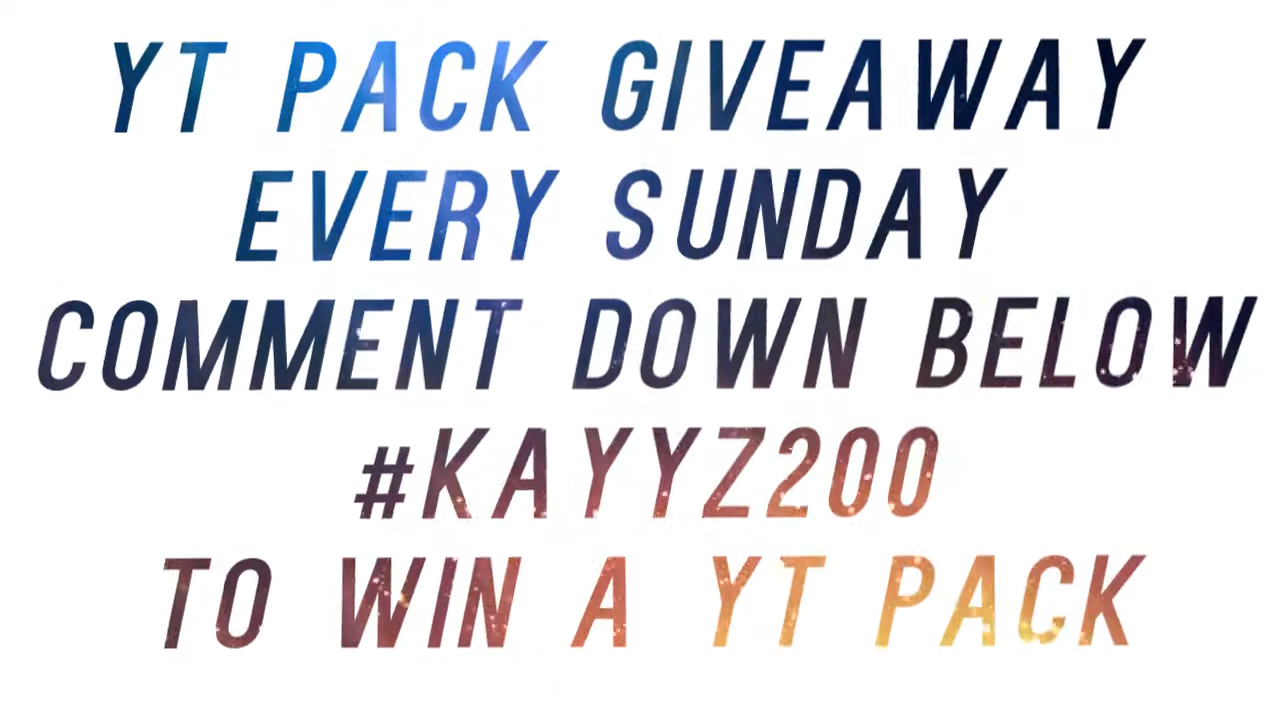 YT PACK GIVEAWAY
EVERY SUNDAY
COMMENT DOWN BELOW
#KAYYZ200
TO WIN A YT PACK